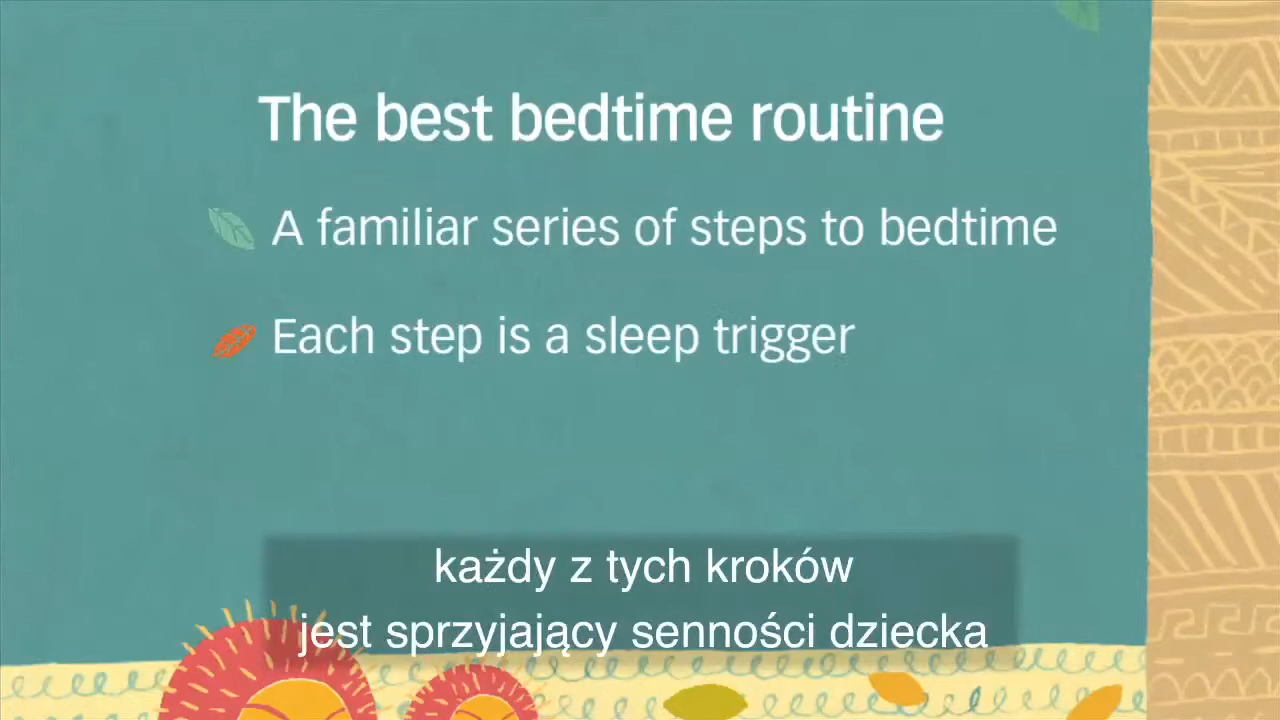 The best bedtime routine
A familiar series of steps to bedtime
Each step is a sleep trigger
każdy z tych kroków
jest sprzyjający senności dziecka